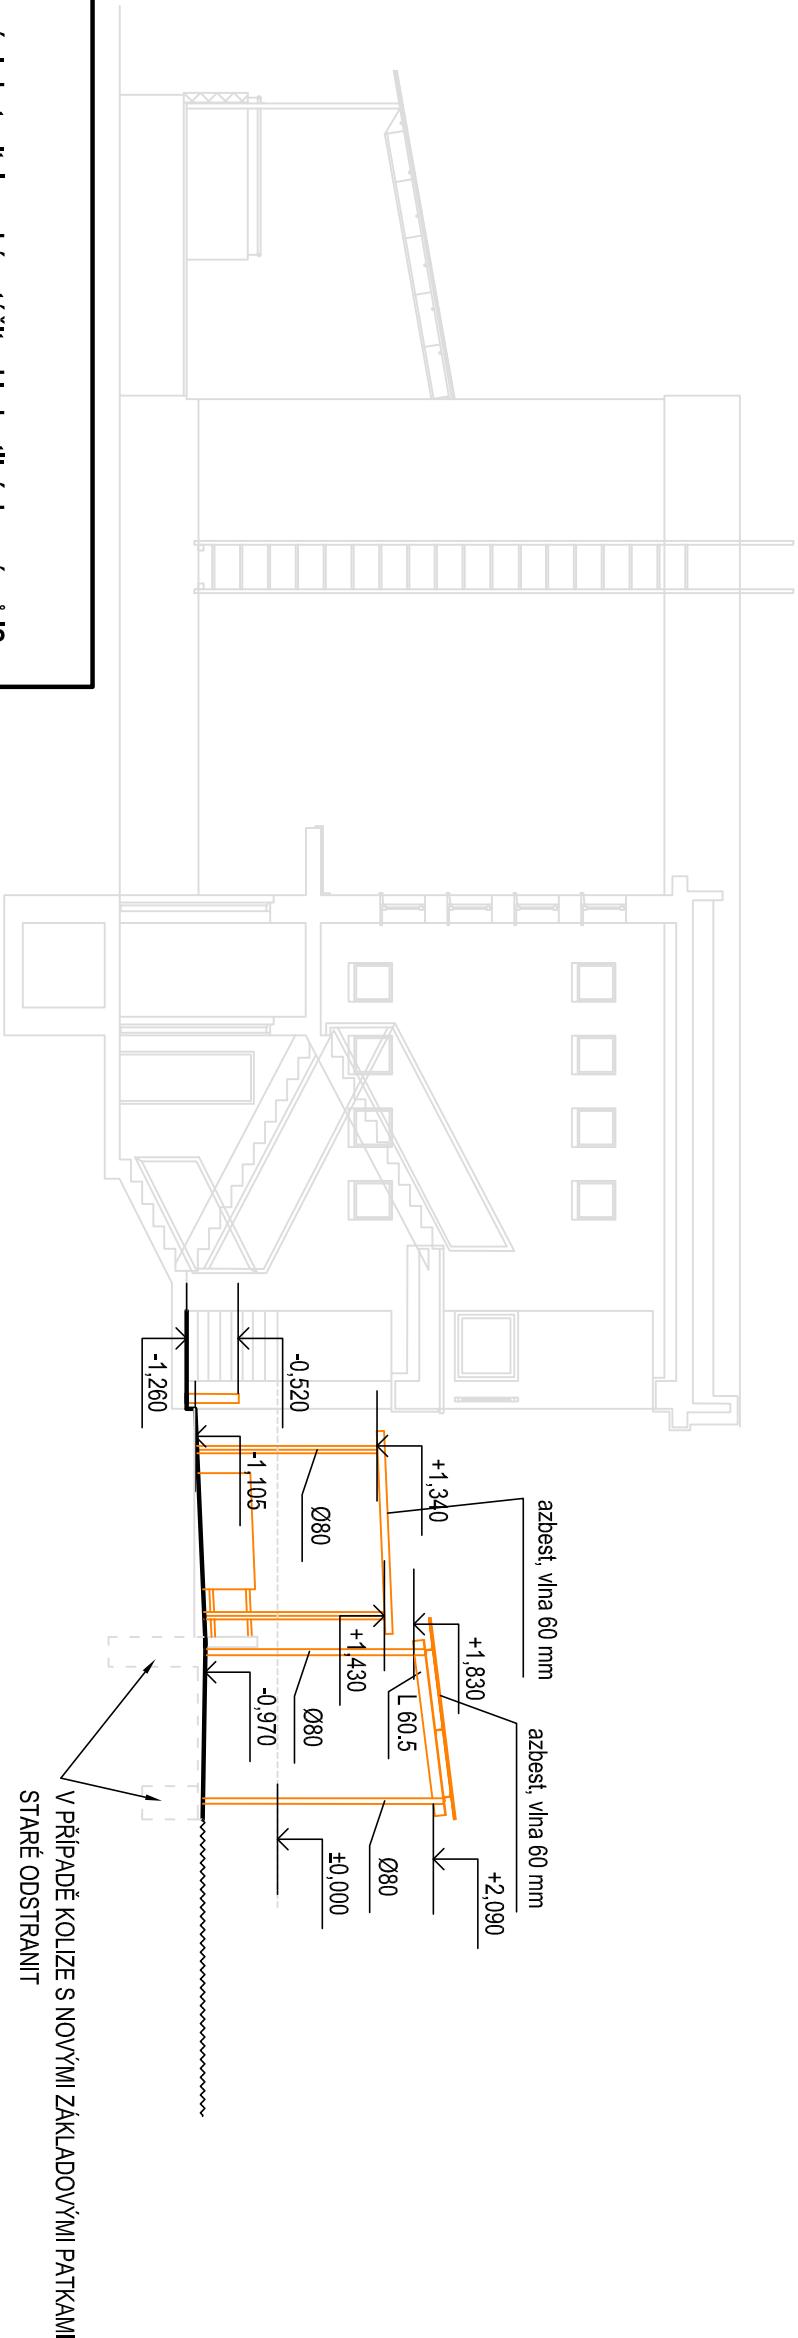 azbest, vlna 60 mm
azbest, vlna 60 mm
+2,090
+1,830
+1,340
L 60.5
Ø80
+1,430
±0,000
Ø80
Ø80
-0,520
-0,970
-1,105
-1,260
V PŘÍPADĚ KOLIZE S NOVÝMI ZÁKLADOVÝMI PATKAMI
STARÉ ODSTRANIT